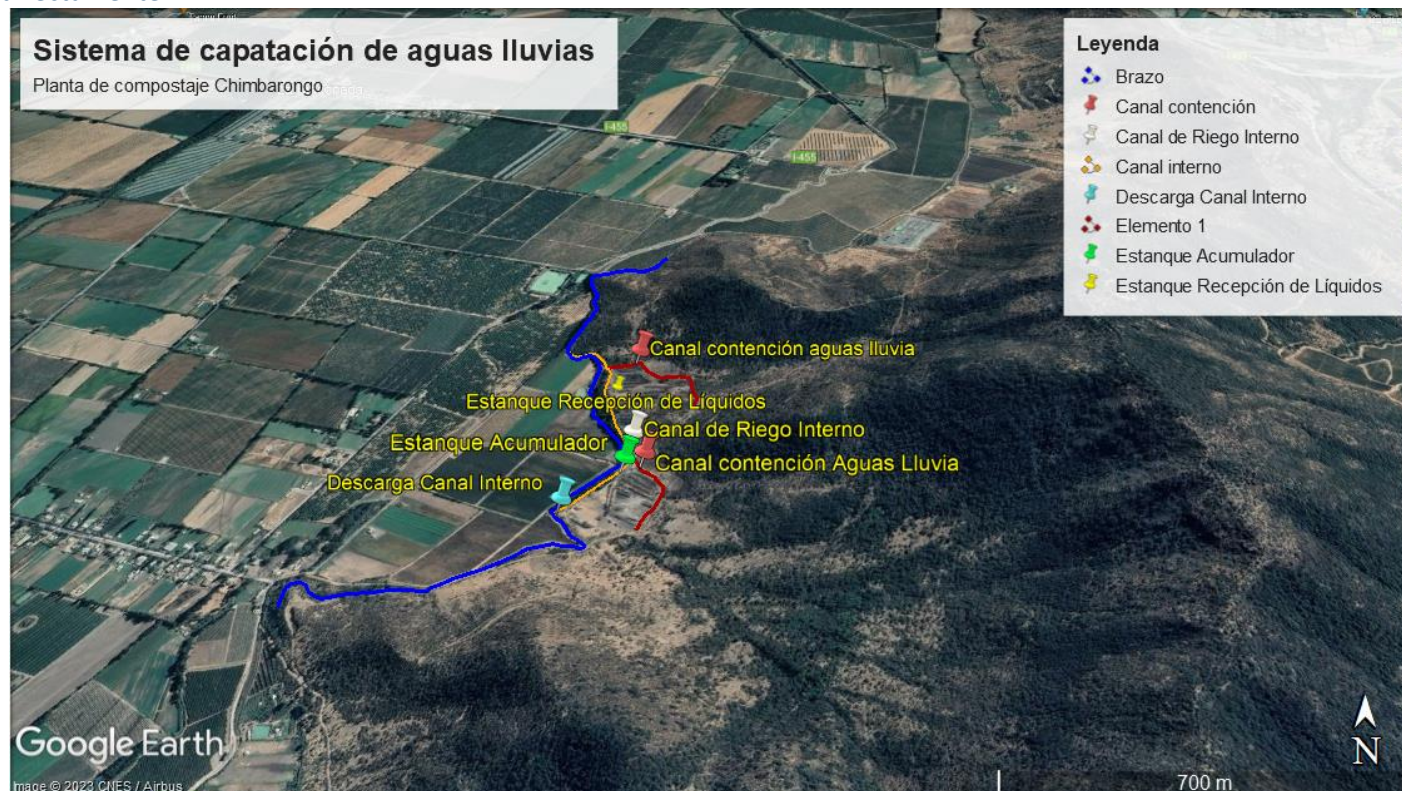 Sistema de capatación de aguas lluvias
Planta de compostaje Chimbarongo
Leyenda
Brazo
Canal contención
Canal de Riego Interno
Canal interno
Descarga Canal Interno
Elemento 1
Estanque Acumulador
Estanque Recepción de Líquidos
I-455
I-455
Canal contención aguas lluvia
Estanque Recepción de Líquidos
Canal de Riego Interno
Estanque Acumulador
Canal contención Aguas Lluvia
Descarga Canal Interno
Google Earth
Image © 2023 CNES / Airbus
N
700 m